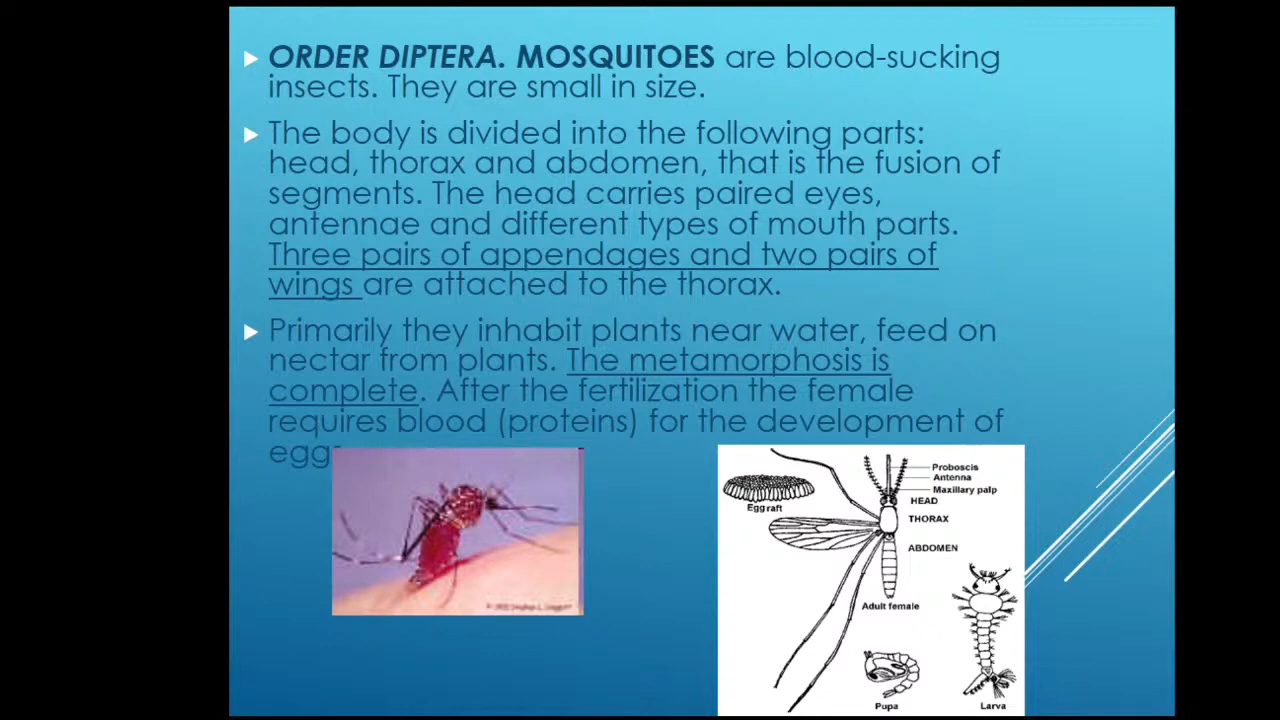 ORDER DIPTERA. MOSQUITOES are blood-sucking
insects. They are small in size.
The body is divided into the following parts:
head, thorax and abdomen, that is the fusion of
segments. The head carries paired eyes,
antennae and different types of mouth parts.
Three pairs of appendages and two pairs of
wings are attached to the thorax.
Primarily they inhabit plants near water, feed on
nectar from plants. The metamorphosis is
complete. After the fertilization the female
requires blood (proteins) for the development of
Proboscis
Antenna
Maxillary palp
HEAD
Egg raft
THORAX
ABDOMEN
Adult female
Pupa
Larva